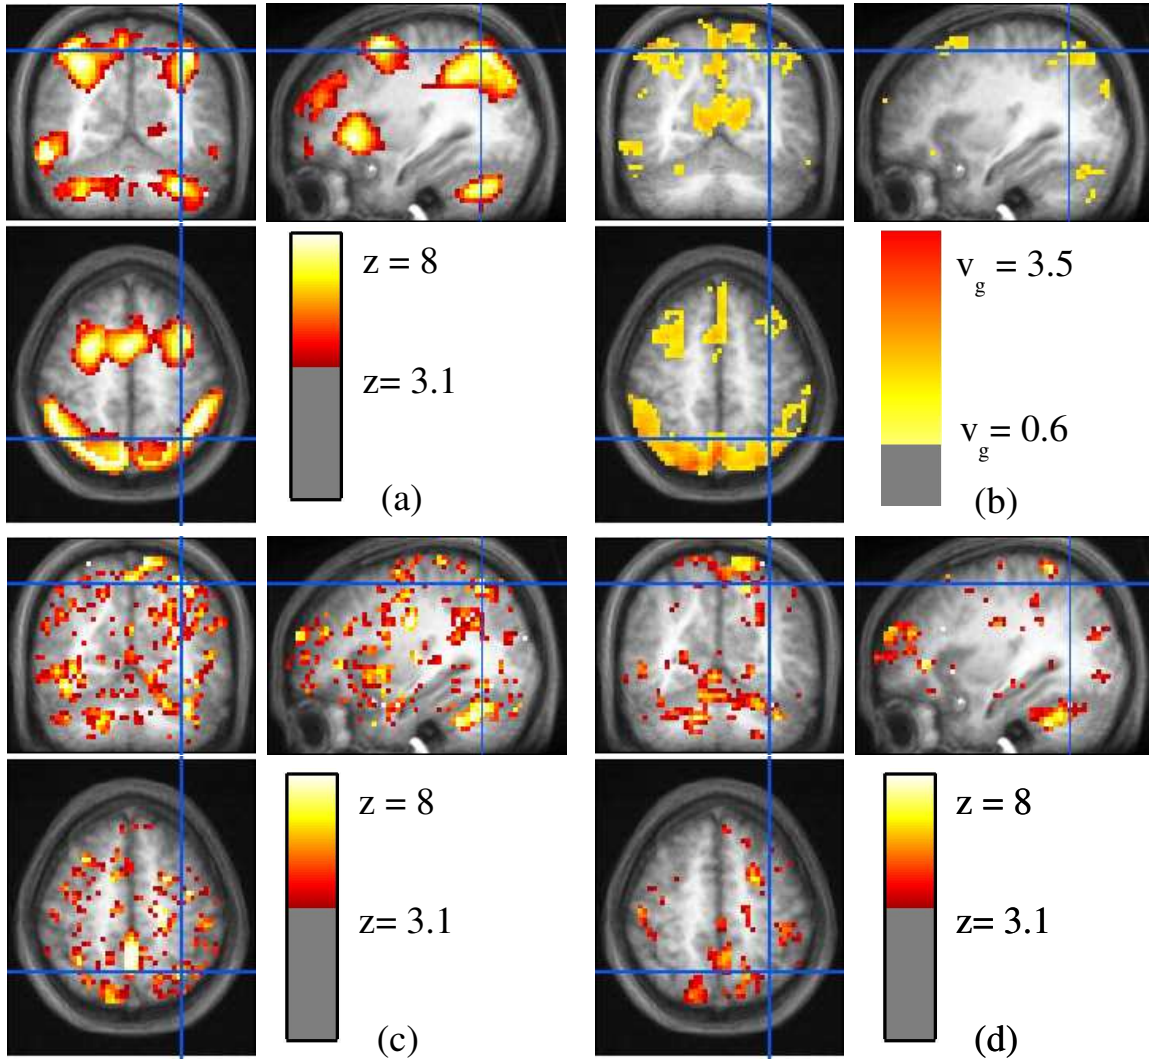 z = 8
z= 3.1
(a)
v_g = 3.5
v_g = 0.6
(b)
z = 8
z= 3.1
(c)
z = 8
z= 3.1
(d)